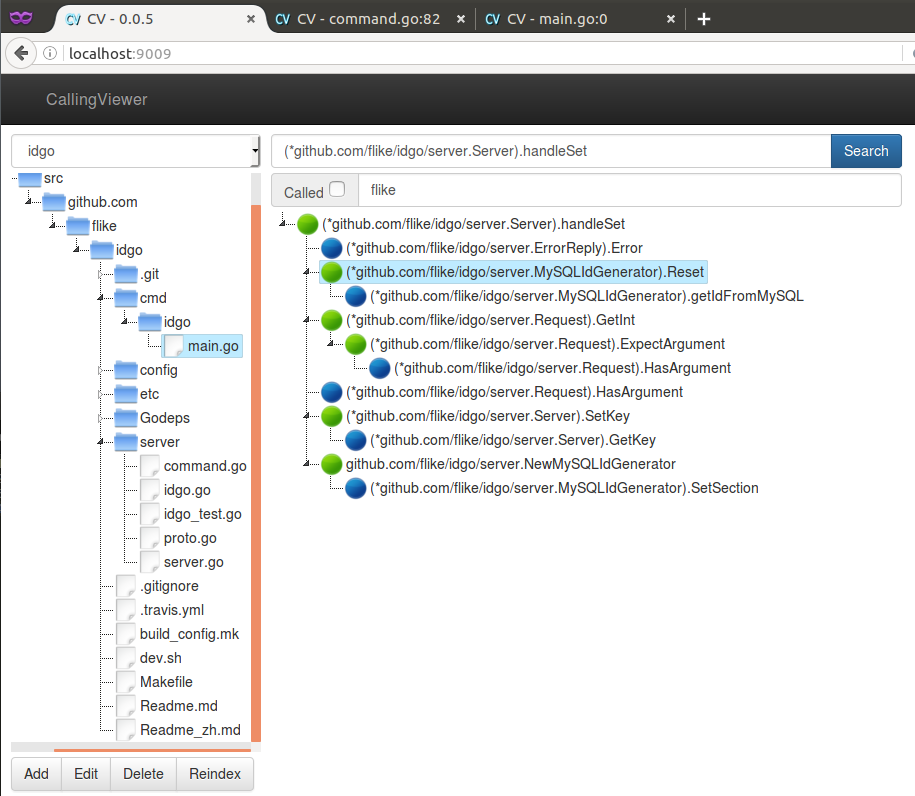 CV - 0.0.5
CV - command.go:82
CV - main.go:0
localhost:9009
CallingViewer
idgo
(*github.com/flike/idgo/server.Server).handleSet
Search
Called
flike
src
github.com
flike
idgo
.git
cmd
idgo
main.go
config
etc
Godeps
server
command.go
idgo.go
idgo_test.go
proto.go
server.go
.gitignore
.travis.yml
build_config.mk
dev.sh
Makefile
Readme.md
Readme_zh.md
(*github.com/flike/idgo/server.Server).handleSet
(*github.com/flike/idgo/server.ErrorReply).Error
(*github.com/flike/idgo/server.MySQLIdGenerator).Reset
(*github.com/flike/idgo/server.MySQLIdGenerator).getIdFromMySQL
(*github.com/flike/idgo/server.Request).GetInt
(*github.com/flike/idgo/server.Request).ExpectArgument
(*github.com/flike/idgo/server.Request).HasArgument
(*github.com/flike/idgo/server.Request).HasArgument
(*github.com/flike/idgo/server.Server).SetKey
(*github.com/flike/idgo/server.Server).GetKey
github.com/flike/idgo/server.NewMySQLIdGenerator
(*github.com/flike/idgo/server.MySQLIdGenerator).SetSection
Add
Edit
Delete
Reindex